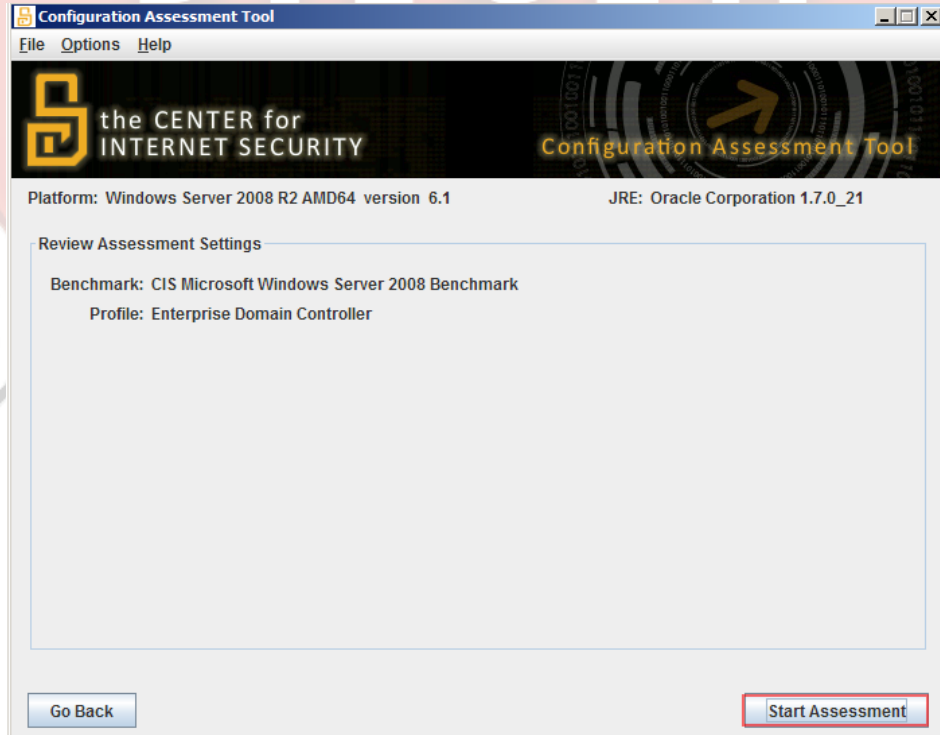 Configuration Assessment Tool
File Options Help
the CENTER for
INTERNET SECURITY
Configuration Assessment Tool
Platform: Windows Server 2008 R2 AMD64 version 6.1 JRE: Oracle Corporation 1.7.0_21
Review Assessment Settings
Benchmark: CIS Microsoft Windows Server 2008 Benchmark
Profile: Enterprise Domain Controller
Go Back Start Assessment